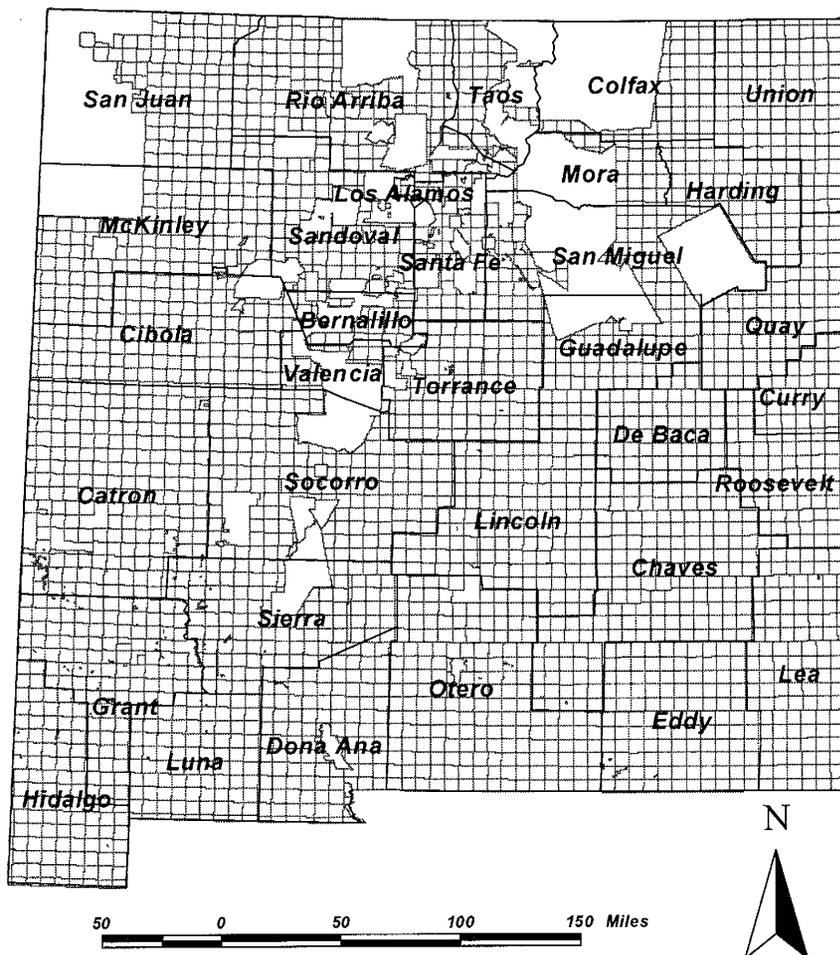 San Juan
Rio Arriba
Taos
Colfax
Union
Mora
Harding
Los Alamos
McKinley
Sandoval
Santa Fe
San Miguel
Cibola
Bernalillo
Quay
Guadalupe
Valencia
Torrance
Curry
De Baca
Catron
Socorro
Roosevelt
Lincoln
Chaves
Sierra
Otero
Lea
Grant
Eddy
Luna
Dona Ana
Hidalgo
N
50 0 50 100 150 Miles